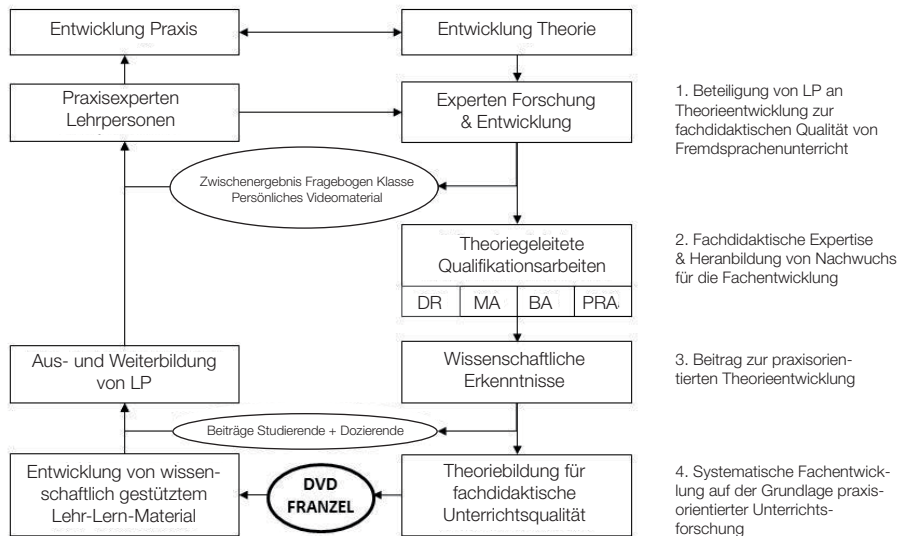 Entwicklung Praxis
Entwicklung Theorie
Praxisexperten
Lehrpersonen
Experten Forschung
& Entwicklung
1. Beteiligung von LP an
Theorieentwicklung zur
fachdidaktischen Qualität von
Fremdsprachenunterricht
Zwischenergebnis Fragebogen Klasse
Persönliches Videomaterial
Theoriegeleitete
Qualifikationsarbeiten
DR MA BA PRA
2. Fachdidaktische Expertise
& Heranbildung von Nachwuchs
für die Fachentwicklung
Aus- und Weiterbildung
von LP
Wissenschaftliche
Erkenntnisse
3. Beitrag zur praxisorien-
tierten Theorieentwicklung
Beiträge Studierende + Dozierende
Entwicklung von wissen-
schaftlich gestütztem
Lehr-Lern-Material
DVD
FRANZEL
Theoriebildung für
fachdidaktische
Unterrichtsqualität
4. Systematische Fachentwick-
lung auf der Grundlage praxis-
orientierter Unterrichts-
forschung